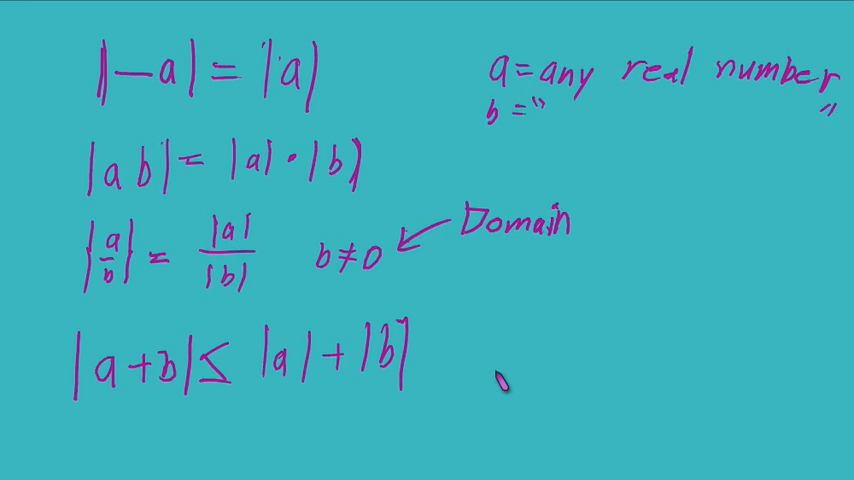 |-a| = |a|
a = any real number
b = " "
|ab| = |a| • |b|
|a/b| = |a|/|b| b ≠ 0 ← Domain
|a+b| ≤ |a| + |b|